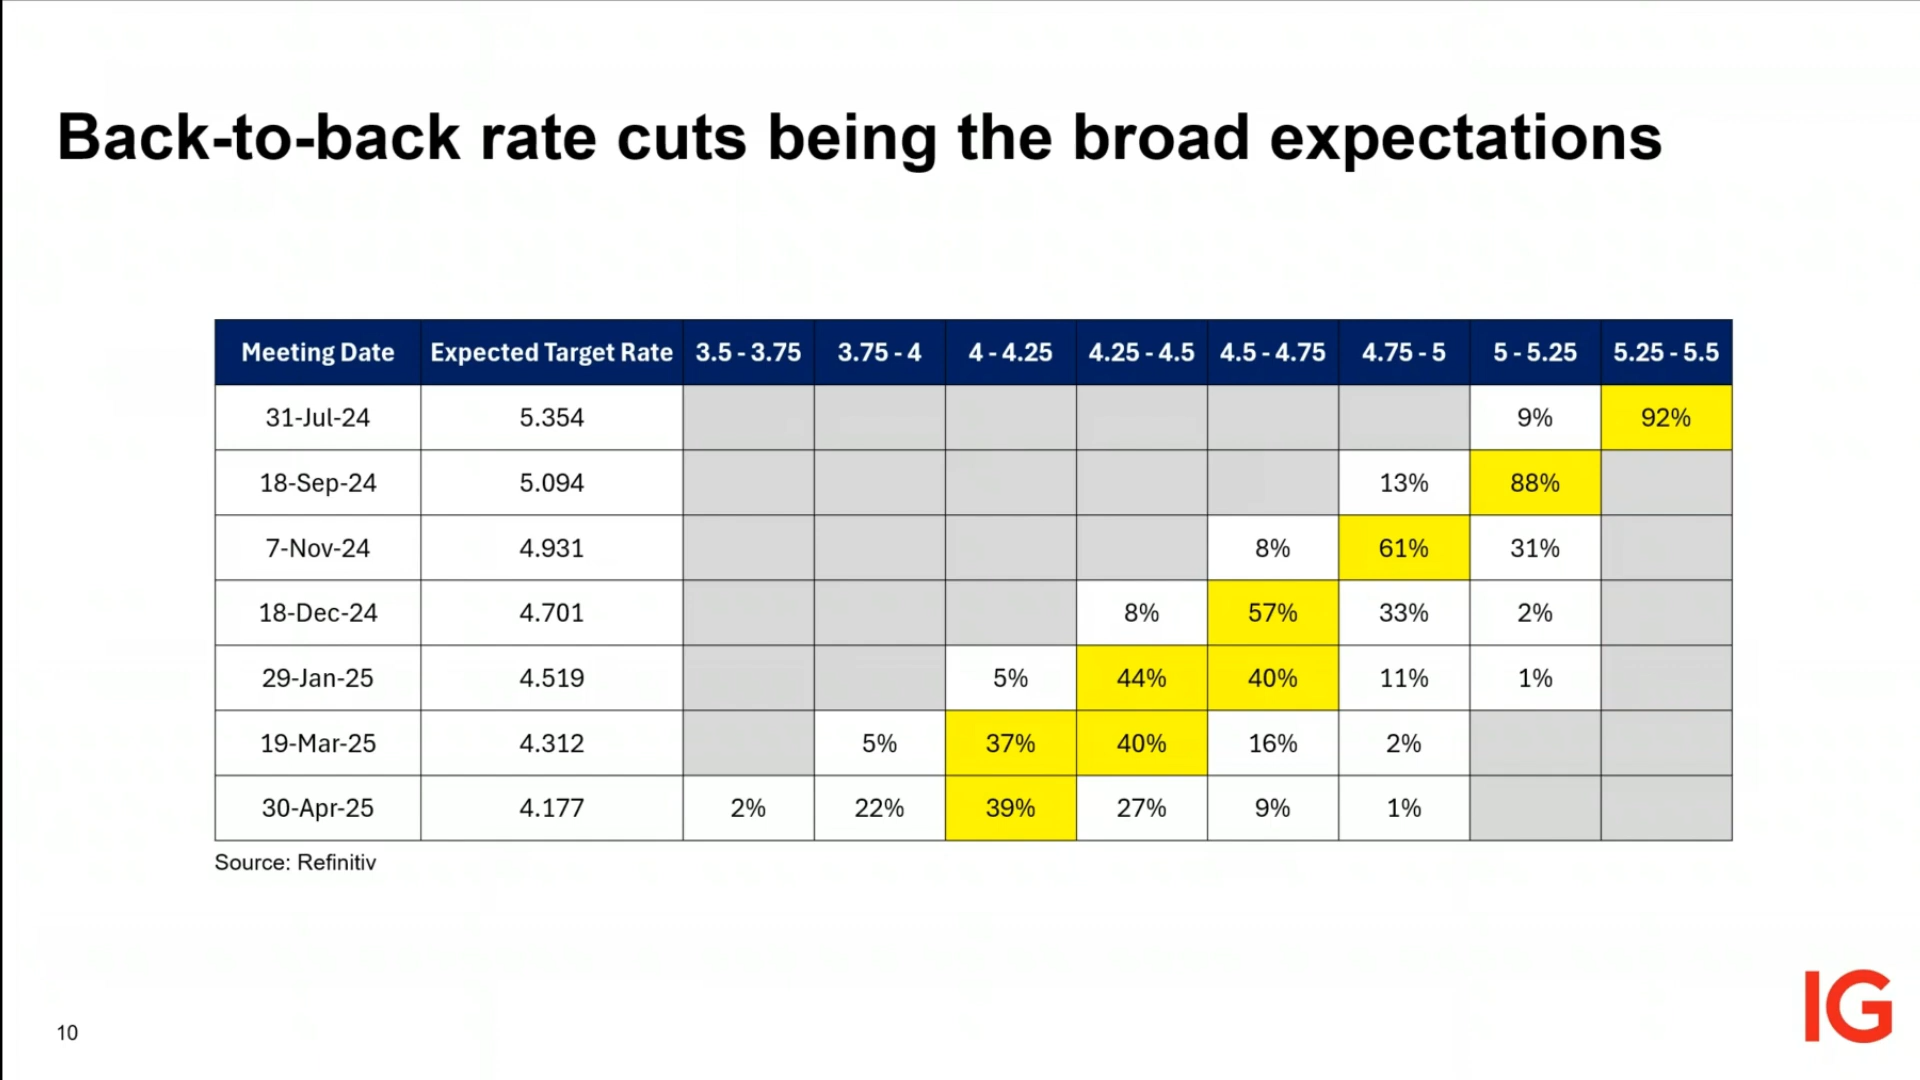 Back-to-back rate cuts being the broad expectations
Meeting Date Expected Target Rate 3.5 - 3.75 3.75 - 4 4 - 4.25 4.25 - 4.5 4.5 - 4.75 4.75 - 5 5 - 5.25 5.25 - 5.5
31-Jul-24 5.354 9% 92%
18-Sep-24 5.094 13% 88%
7-Nov-24 4.931 8% 61% 31%
18-Dec-24 4.701 8% 57% 33% 2%
29-Jan-25 4.519 5% 44% 40% 11% 1%
19-Mar-25 4.312 5% 37% 40% 16% 2%
30-Apr-25 4.177 2% 22% 39% 27% 9% 1%
Source: Refinitiv
10
IG